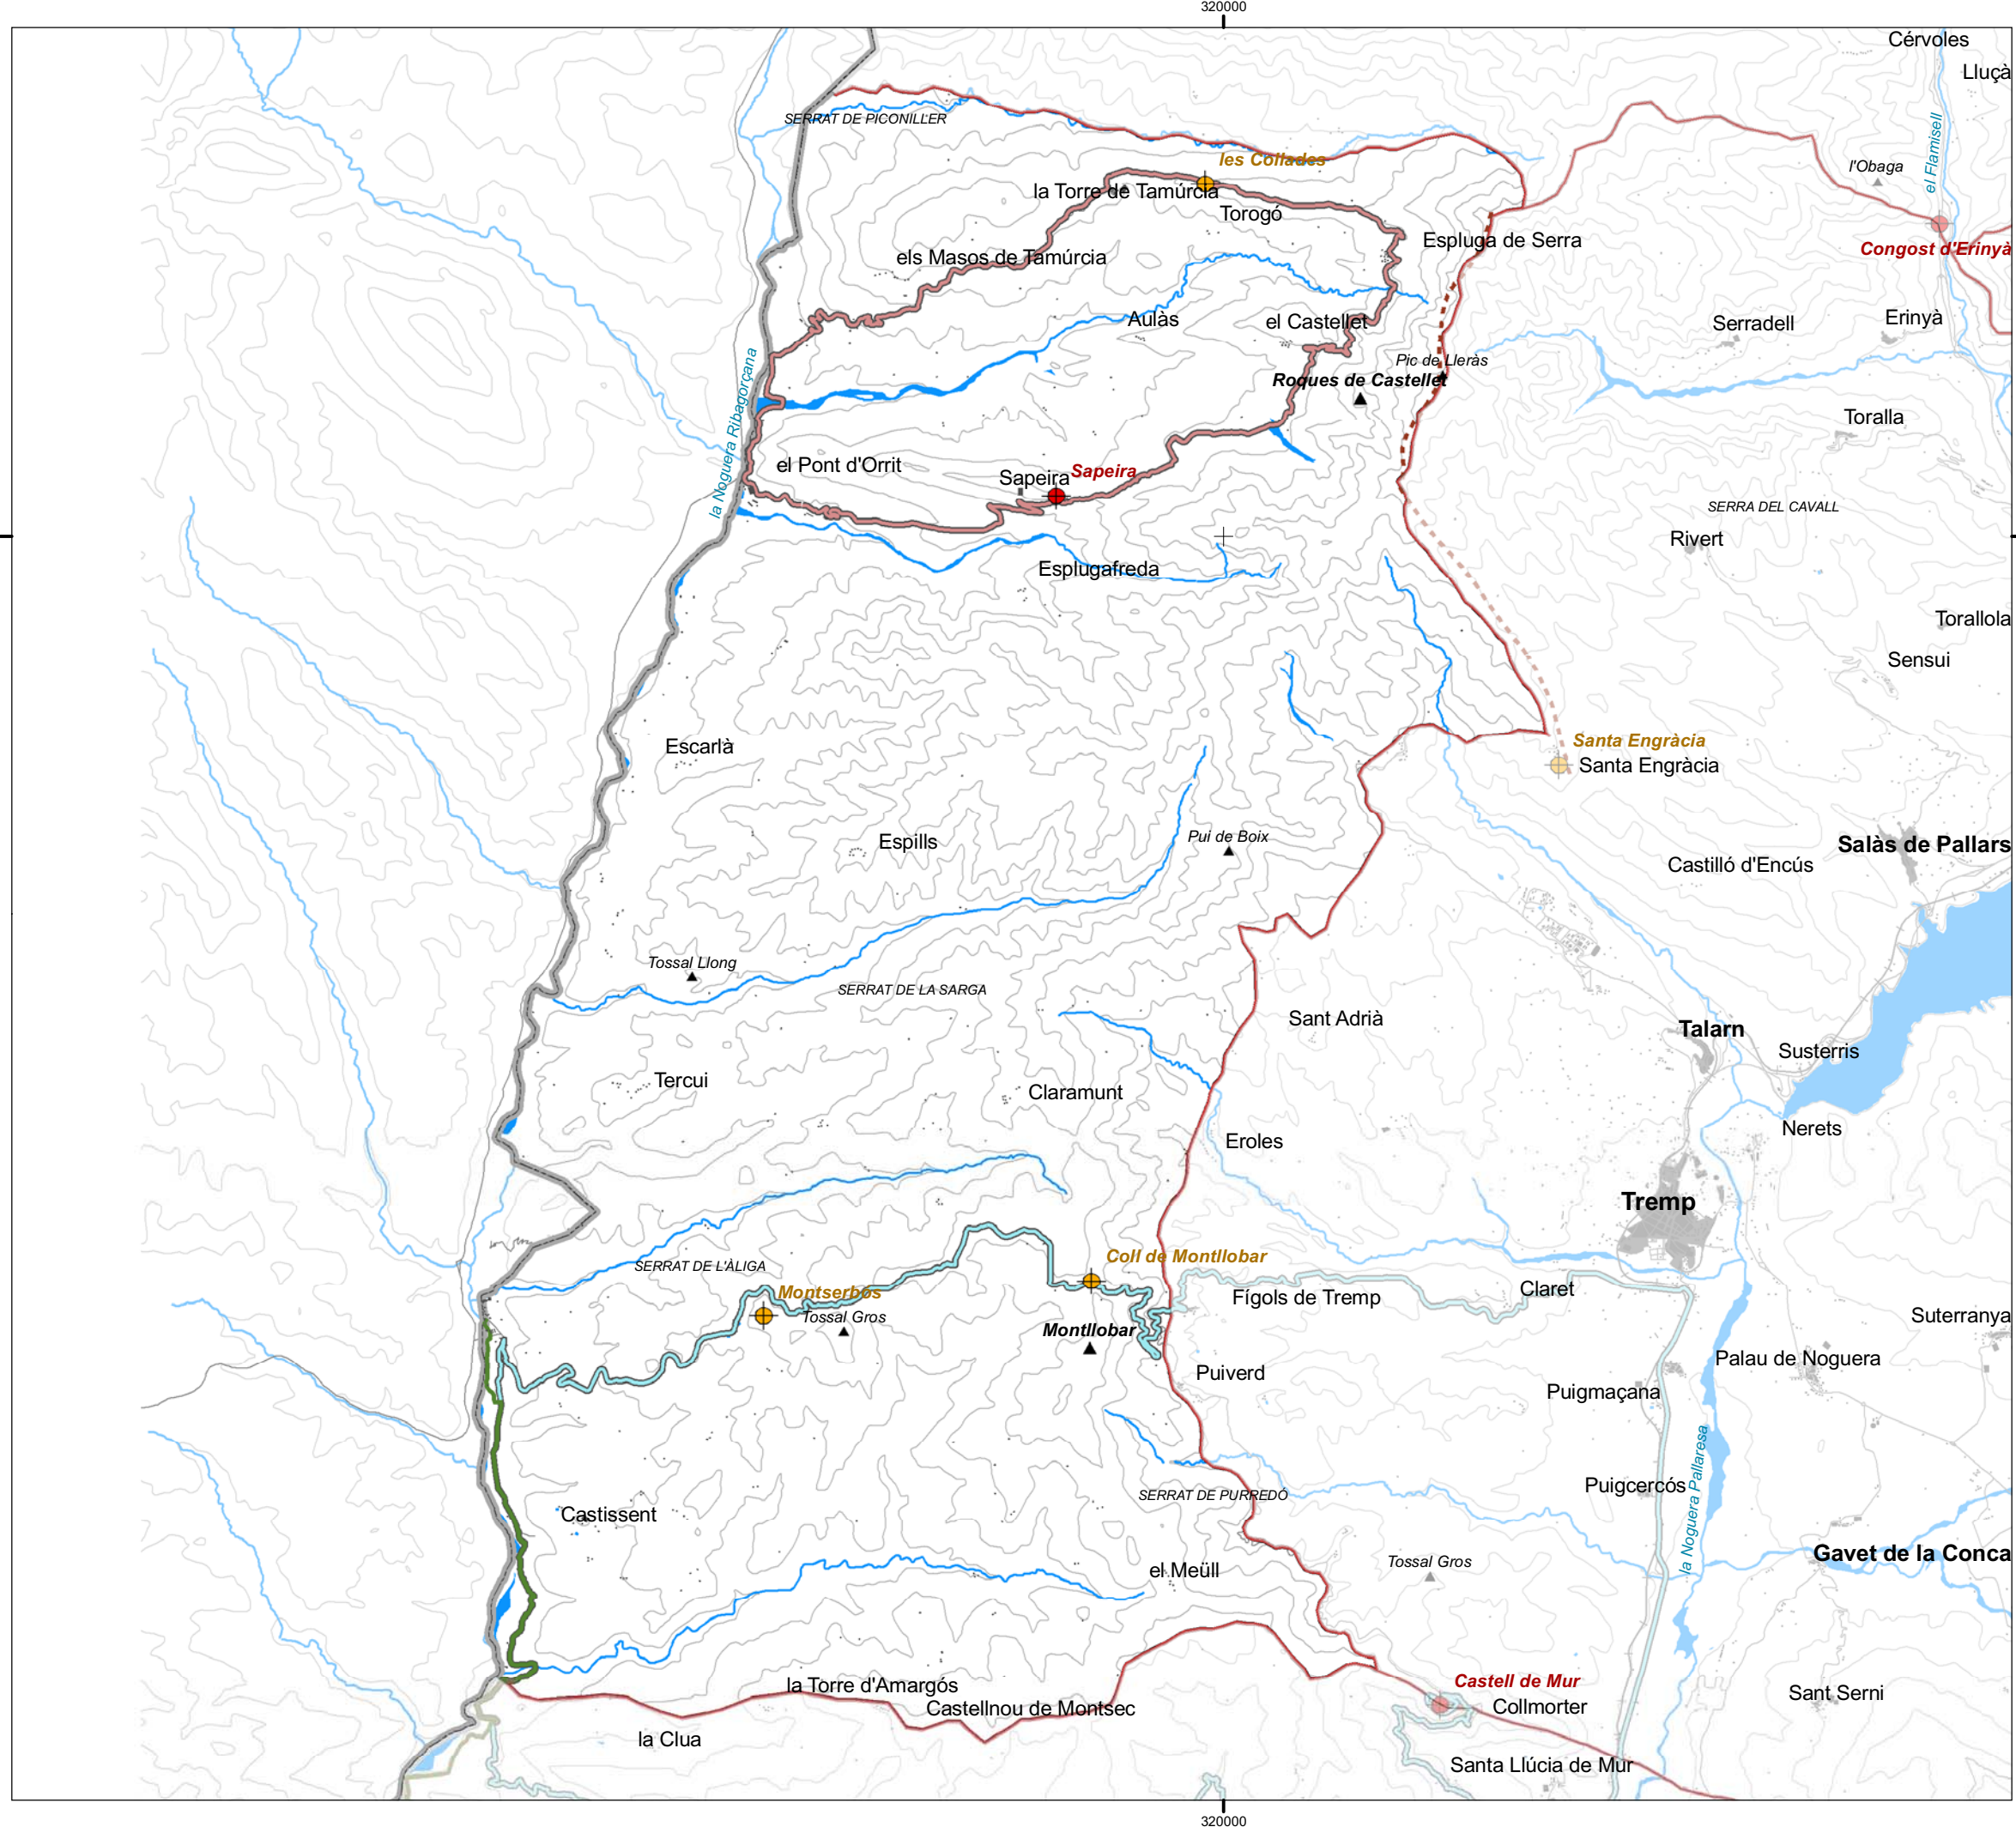 320000
Cérvoles
Lluçà
SERRAT DE PICONILLER
el Flamisell
les Collades
l'Obaga
la Torre de Tamúrcia
Torogó
Espluga de Serra
Congost d'Erinyà
els Masos de Tamúrcia
Aulàs
el Castellet
Serradell
Erinyà
Pic de Lleràs
Roques de Castellet
Toralla
la Noguera Ribagorçana
el Pont d'Orrit
Sapeira
Sapeira
SERRA DEL CAVALL
Rivert
Esplugafreda
Torallola
Sensui
Escarlà
Santa Engràcia
Santa Engràcia
Espills
Pui de Boix
Salàs de Pallars
Castilló d'Encús
Tossal Llong
SERRAT DE LA SARGA
Sant Adrià
Talarn
Susterris
Tercui
Claramunt
Nerets
Eroles
Tremp
SERRAT DE L'ÀLIGA
Coll de Montllobar
Montserbós
Claret
Fígols de Tremp
Tossal Gros
Suterranya
Montllobar
Palau de Noguera
Puiverd
Puigmaçana
la Noguera Pallaresa
Puigcercós
SERRAT DE PURREDÓ
Castissent
Gavet de la Conca
Tossal Gros
el Meüll
la Torre d'Amargós
Castell de Mur
Sant Serni
Castellnou de Montsec
Collmorter
la Clua
Santa Llúcia de Mur
320000